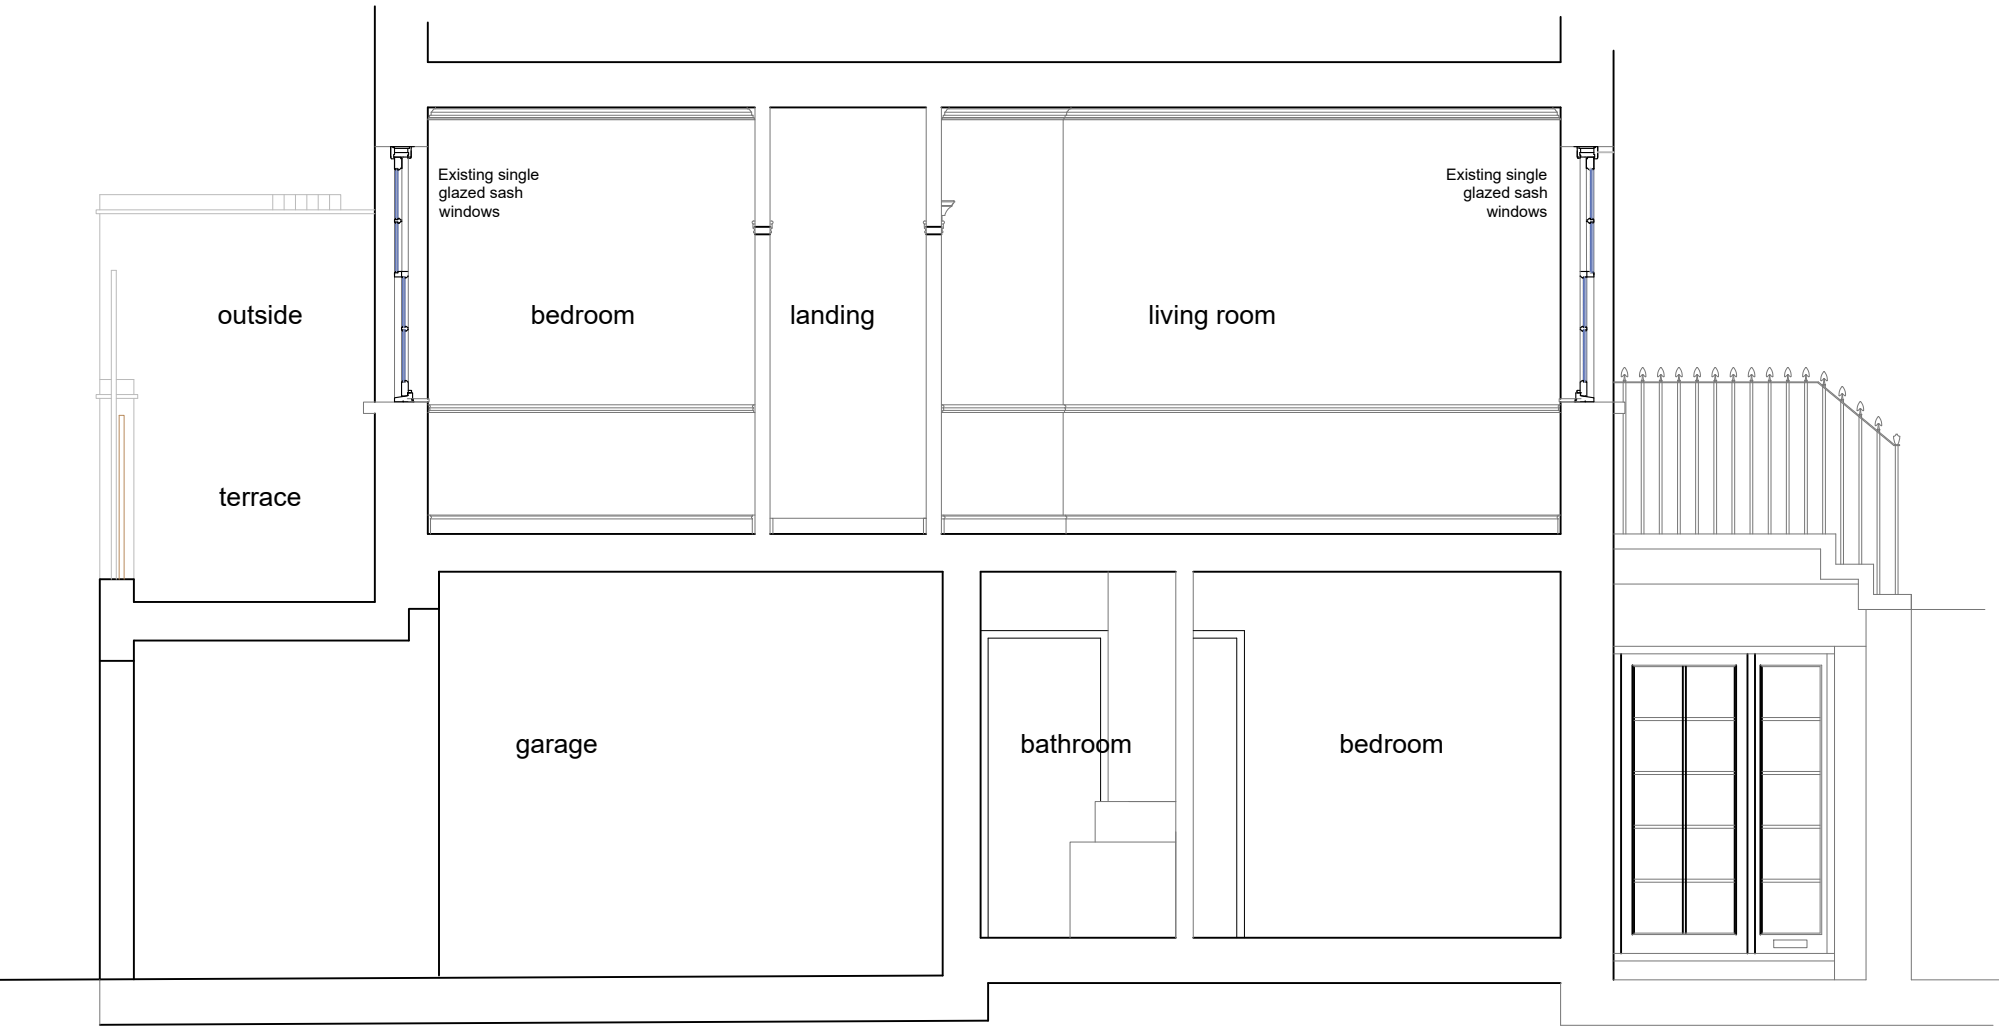 Existing single
glazed sash
windows
Existing single
glazed sash
windows
outside
bedroom
landing
living room
terrace
garage
bathroom
bedroom